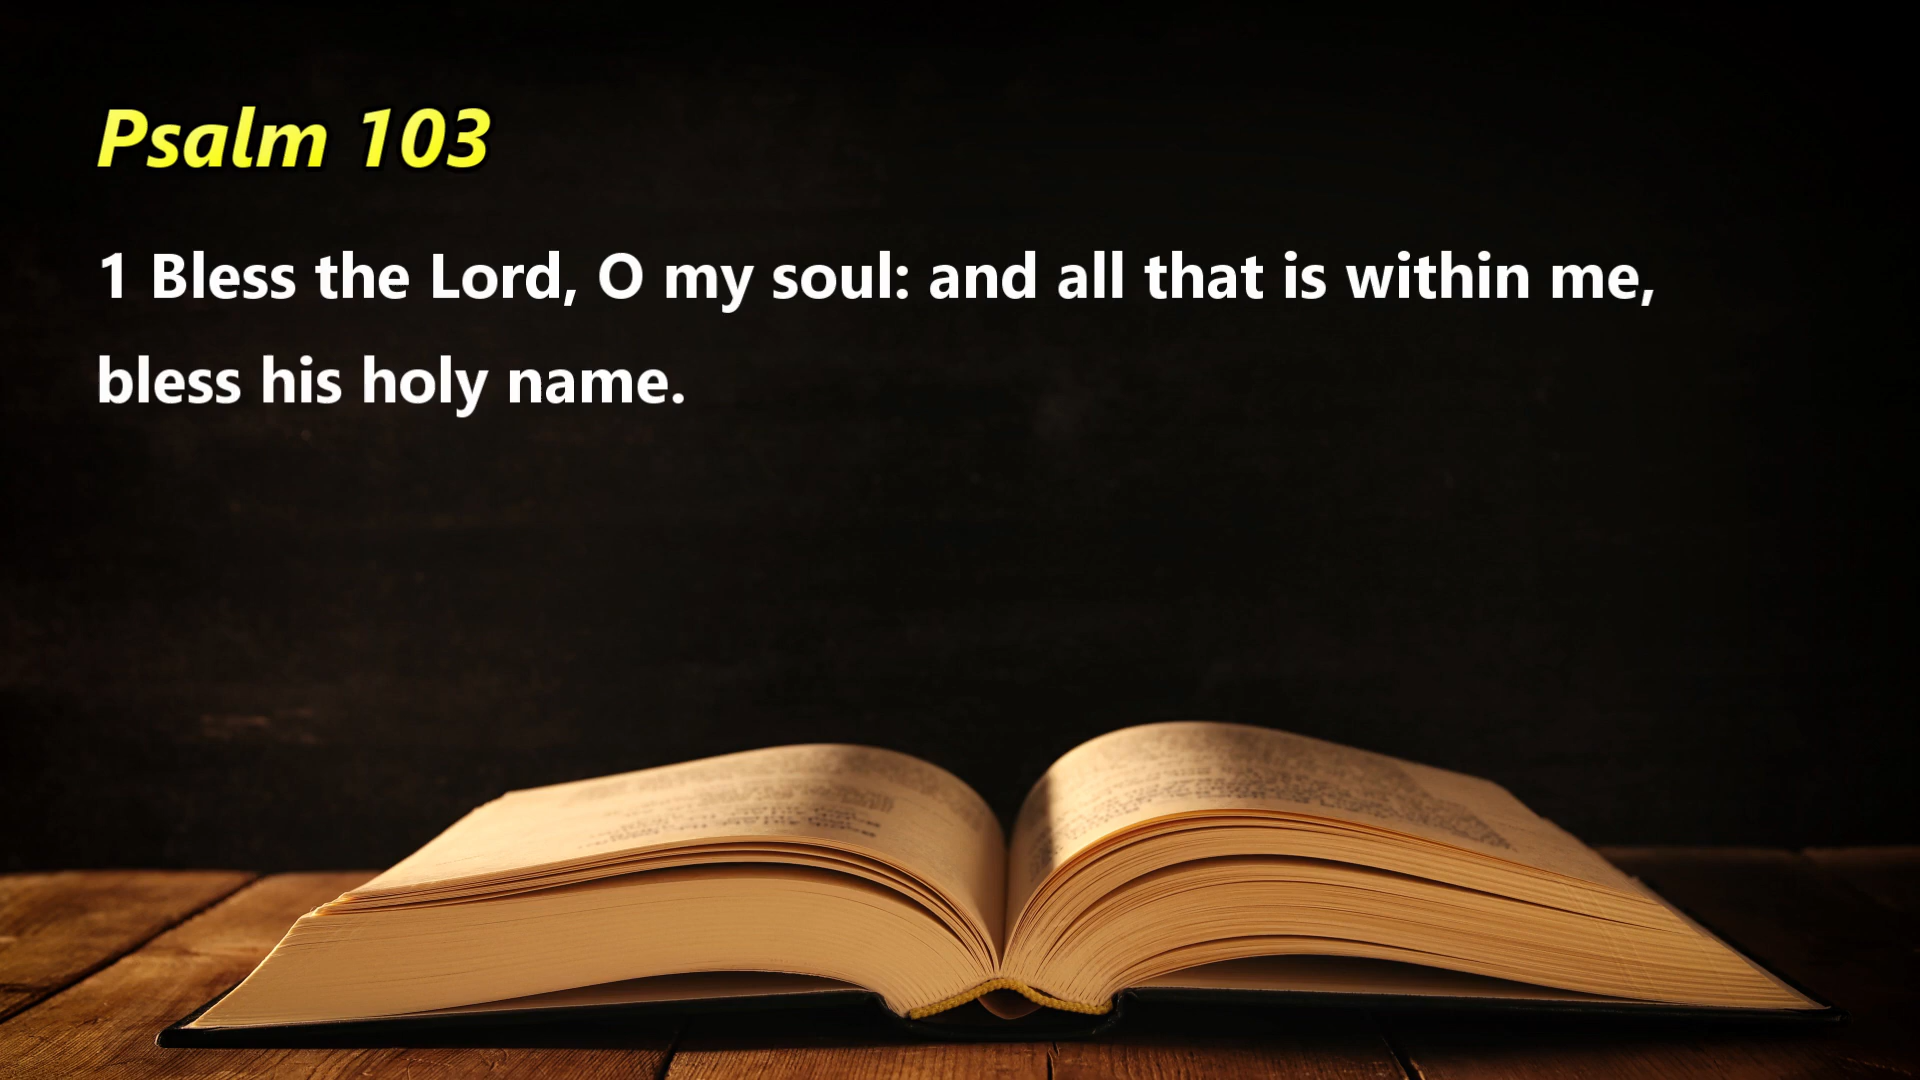 Psalm 103
1 Bless the Lord, O my soul: and all that is within me,
bless his holy name.